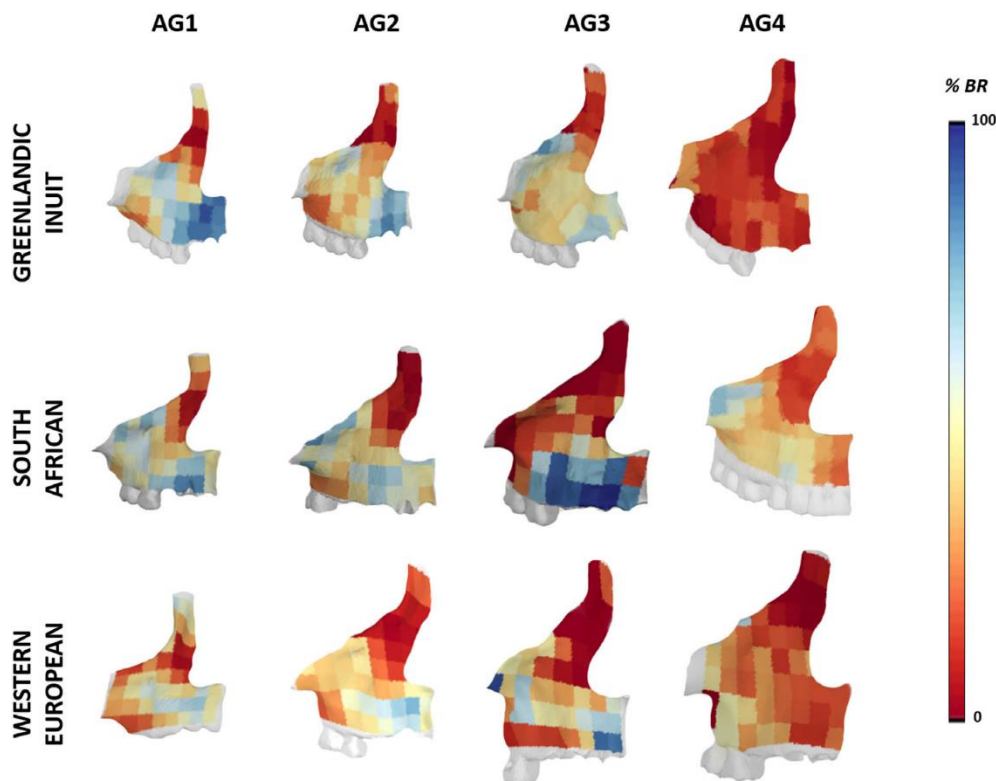 AG1 AG2 AG3 AG4
% BR
100
GREENLANDIC
INUIT
SOUTH
AFRICAN
WESTERN
EUROPEAN
0